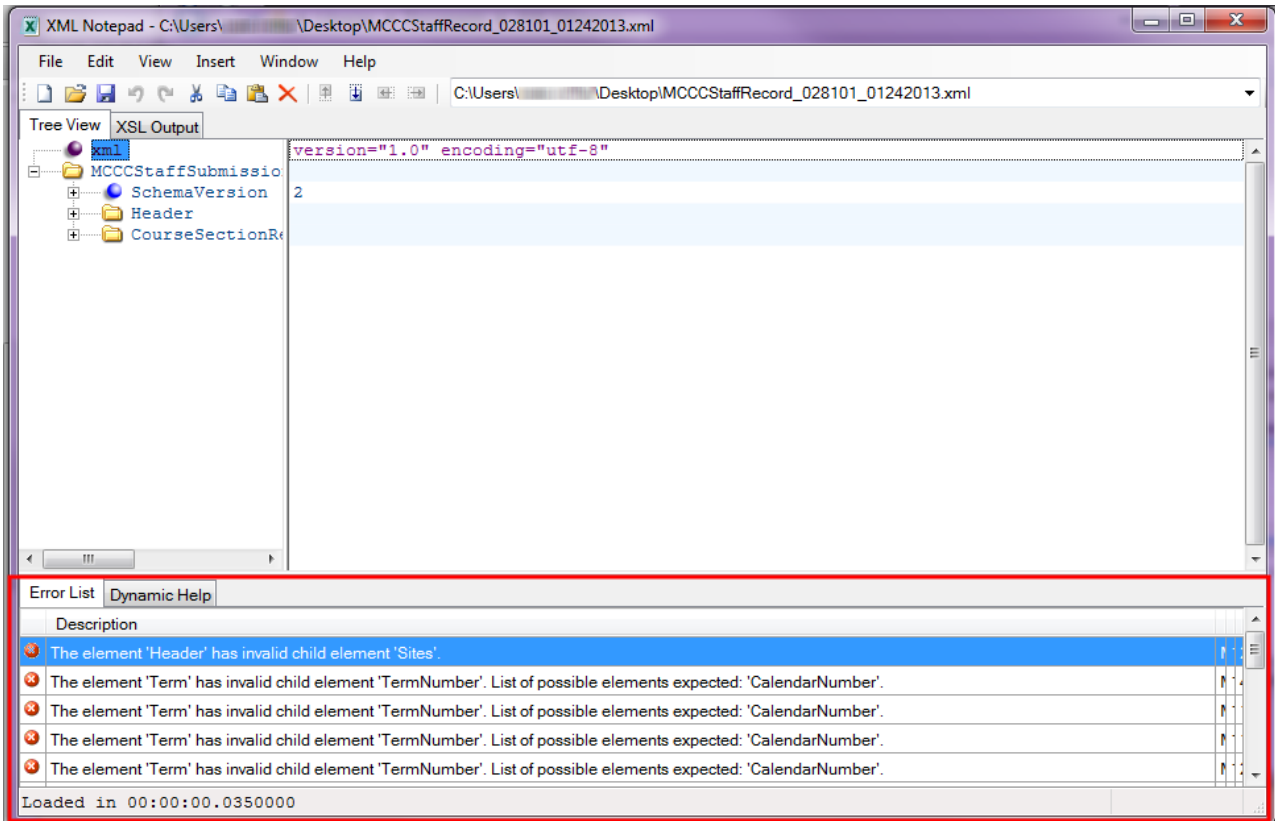 XML Notepad - C:\Users\ \Desktop\MCCCStaffRecord_028101_01242013.xml
File Edit View Insert Window Help
C:\Users\ \Desktop\MCCCStaffRecord_028101_01242013.xml
Tree View XSL Output
xml version="1.0" encoding="utf-8"
MCCCStaffSubmissio
SchemaVersion 2
Header
CourseSectionRe
Error List Dynamic Help
Description
The element 'Header' has invalid child element 'Sites'.
The element 'Term' has invalid child element 'TermNumber'. List of possible elements expected: 'CalendarNumber'.
The element 'Term' has invalid child element 'TermNumber'. List of possible elements expected: 'CalendarNumber'.
The element 'Term' has invalid child element 'TermNumber'. List of possible elements expected: 'CalendarNumber'.
The element 'Term' has invalid child element 'TermNumber'. List of possible elements expected: 'CalendarNumber'.
Loaded in 00:00:00.0350000